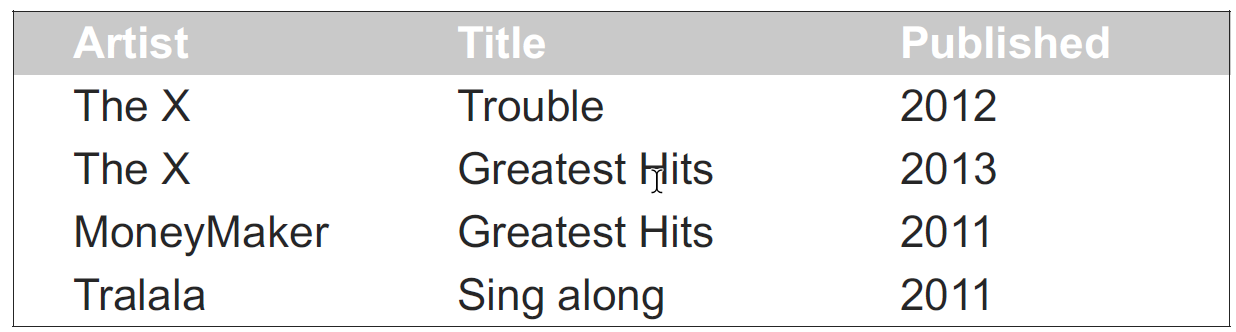 Artist Title Published
The X Trouble 2012
The X Greatest Hits 2013
MoneyMaker Greatest Hits 2011
Tralala Sing along 2011